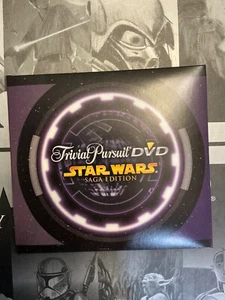 Trivial Pursuit DVD
STAR WARS
SAGA EDITION